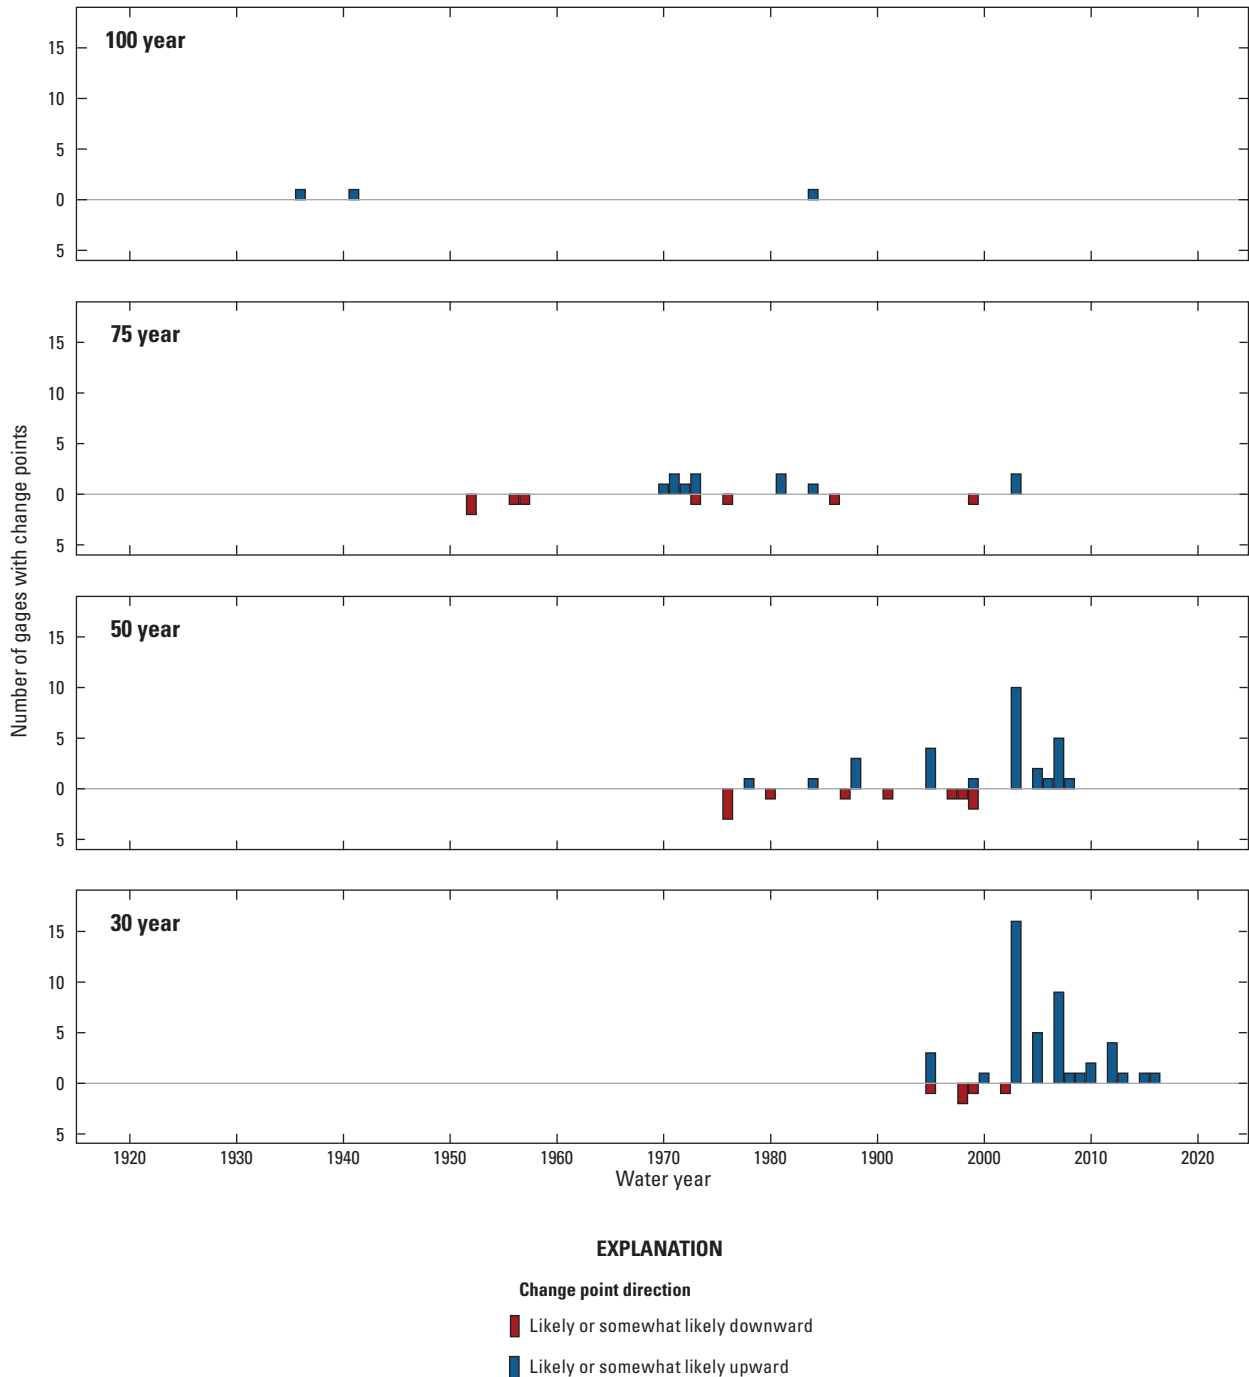 100 year
15
10
5
0
5
75 year
15
10
5
0
5
50 year
15
10
5
0
5
30 year
15
10
5
0
5
Number of gages with change points
1920 1930 1940 1950 1960 1970 1980 1900 2000 2010 2020
Water year
EXPLANATION
Change point direction
Likely or somewhat likely downward
Likely or somewhat likely upward